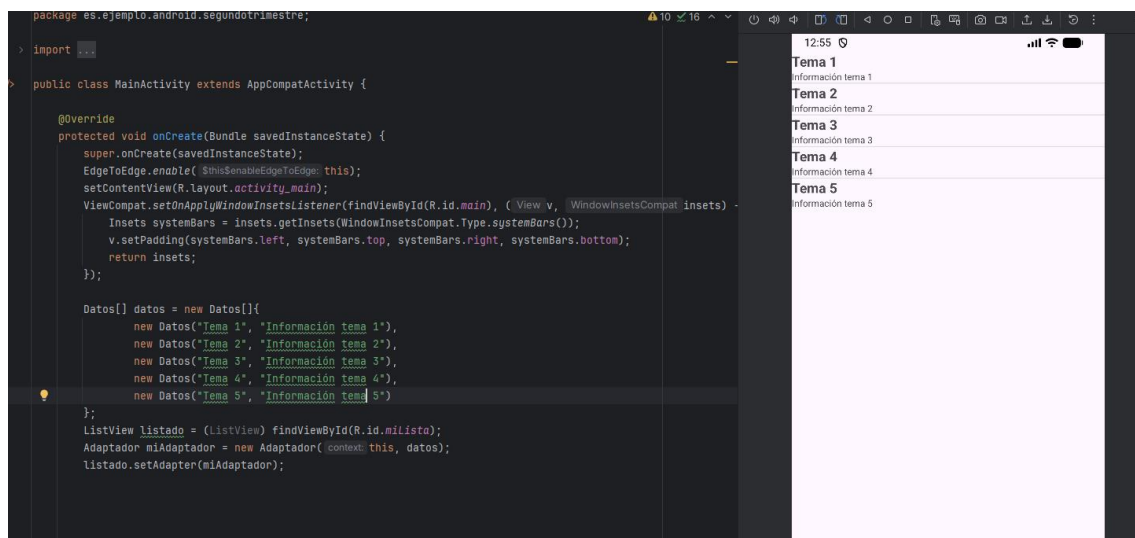 package es.ejemplo.android.segundotrimestre;
10 16
import ...
public class MainActivity extends AppCompatActivity {
@Override
protected void onCreate(Bundle savedInstanceState) {
super.onCreate(savedInstanceState);
EdgeToEdge.enable( $this$enableEdgeToEdge: this);
setContentView(R.layout.activity_main);
ViewCompat.setOnApplyWindowInsetsListener(findViewById(R.id.main), ( View v, WindowInsetsCompat insets) -
Insets systemBars = insets.getInsets(WindowInsetsCompat.Type.systemBars());
v.setPadding(systemBars.left, systemBars.top, systemBars.right, systemBars.bottom);
return insets;
});
Datos[] datos = new Datos[]{
new Datos("Tema 1", "Información tema 1"),
new Datos("Tema 2", "Información tema 2"),
new Datos("Tema 3", "Información tema 3"),
new Datos("Tema 4", "Información tema 4"),
new Datos("Tema 5", "Información tema 5")
};
ListView listado = (ListView) findViewById(R.id.miLista);
Adaptador miAdaptador = new Adaptador( context: this, datos);
listado.setAdapter(miAdaptador);
12:55
Tema 1
Información tema 1
Tema 2
Información tema 2
Tema 3
Información tema 3
Tema 4
Información tema 4
Tema 5
Información tema 5